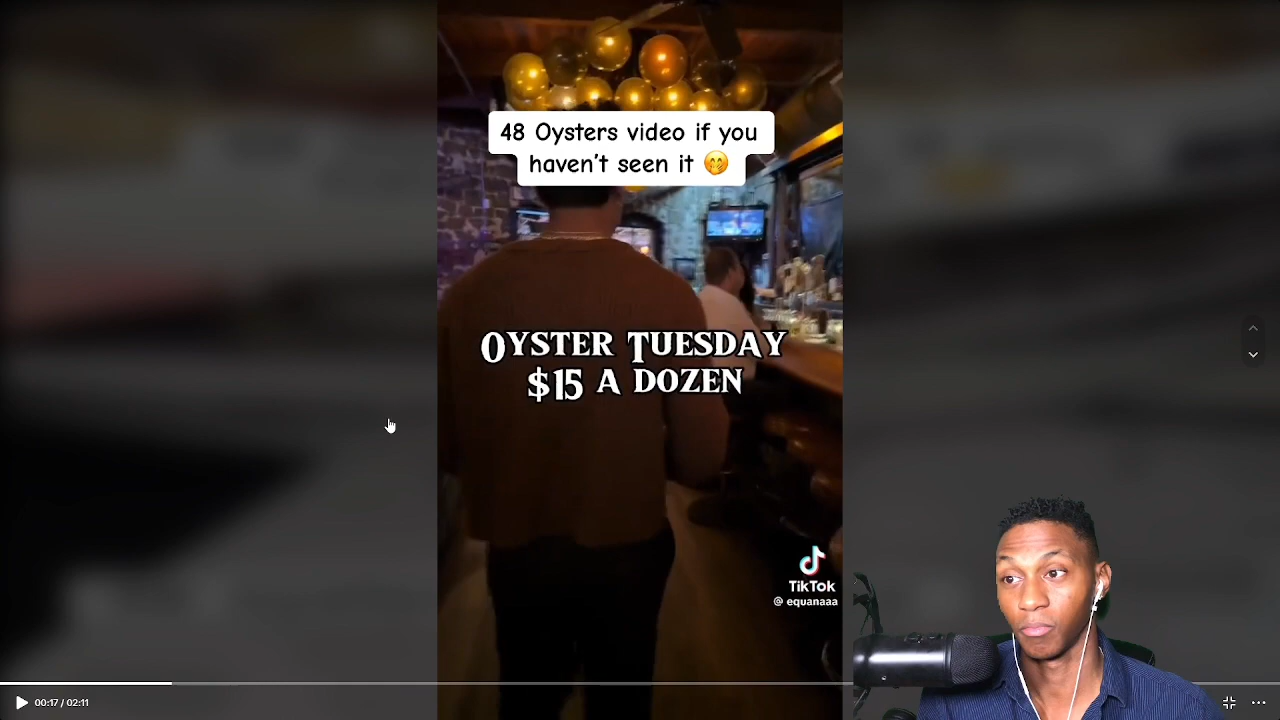 48 Oysters video if you
haven't seen it 🤭
OYSTER TUESDAY
$15 A DOZEN
TikTok
@ equanaaa
00:17 / 02:11